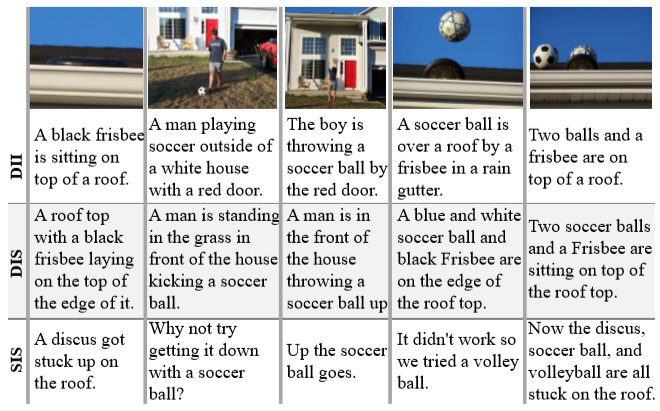 DII
A black frisbee
is sitting on
top of a roof.
A man playing
soccer outside of
a white house
with a red door.
The boy is
throwing a
soccer ball by
the red door.
A soccer ball is
over a roof by a
frisbee in a rain
gutter.
Two balls and a
frisbee are on
top of a roof.
DIS
A roof top
with a black
frisbee laying
on the top of
the edge of it.
A man is standing
in the grass in
front of the house
kicking a soccer
ball.
A man is in
the front of
the house
throwing a
soccer ball up
A blue and white
soccer ball and
black Frisbee are
on the edge of
the roof top.
Two soccer balls
and a Frisbee are
sitting on top of
the roof top.
SIS
A discus got
stuck up on
the roof.
Why not try
getting it down
with a soccer
ball?
Up the soccer
ball goes.
It didn't work so
we tried a volley
ball.
Now the discus,
soccer ball, and
volleyball are all
stuck on the roof.